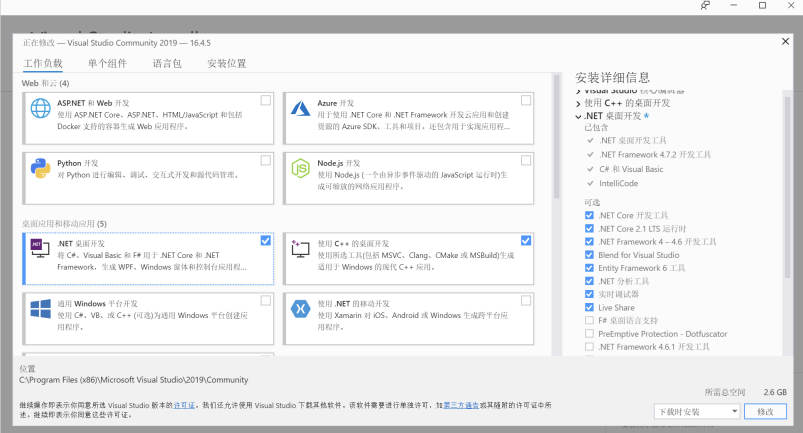 正在修改 — Visual Studio Community 2019 — 16.4.5
工作负载 单个组件 语言包 安装位置
Web 和云 (4)
ASP.NET 和 Web 开发
使用 ASP.NET Core、ASP.NET、HTML/JavaScript 和包括
Docker 支持的容器生成 Web 应用程序。
Azure 开发
用于使用 .NET Core 和 .NET Framework 开发云应用和创建
资源的 Azure SDK、工具和项目。还包含用于实现应用程...
Python 开发
对 Python 进行编辑、调试、交互式开发和源代码管理。
Node.js 开发
使用 Node.js (一个由异步事件驱动的 JavaScript 运行时)生
成可缩放的网络应用程序。
桌面应用和移动应用 (5)
.NET 桌面开发
将 C#、Visual Basic 和 F# 用于 .NET Core 和 .NET
Framework，生成 WPF、Windows 窗体和控制台应用程...
使用 C++ 的桌面开发
使用所选工具(包括 MSVC、Clang、CMake 或 MSBuild)生成
适用于 Windows 的现代 C++ 应用。
通用 Windows 平台开发
使用 C#、VB、或 C++ (可选)为通用 Windows 平台创建应
用程序。
使用 .NET 的移动开发
使用 Xamarin 对 iOS、Android 或 Windows 生成跨平台应
用程序。
安装详细信息
Visual Studio 核心编辑器
使用 C++ 的桌面开发
.NET 桌面开发 *
已包含
.NET 桌面开发工具
.NET Framework 4.7.2 开发工具
C# 和 Visual Basic
IntelliCode
可选
.NET Core 开发工具
.NET Core 2.1 LTS 运行时
.NET Framework 4 – 4.6 开发工具
Blend for Visual Studio
Entity Framework 6 工具
.NET 分析工具
实时调试器
Live Share
F# 桌面语言支持
PreEmptive Protection - Dotfuscator
.NET Framework 4.6.1 开发工具
位置
C:\Program Files (x86)\Microsoft Visual Studio\2019\Community
继续操作即表示你同意所选 Visual Studio 版本的许可证。我们还允许使用 Visual Studio 下载其他软件。该软件需要进行单独许可，如第三方通告或其随附的许可证中所
述。继续即表示你同意这些许可证。
所需总空间 2.6 GB
下载时安装 修改